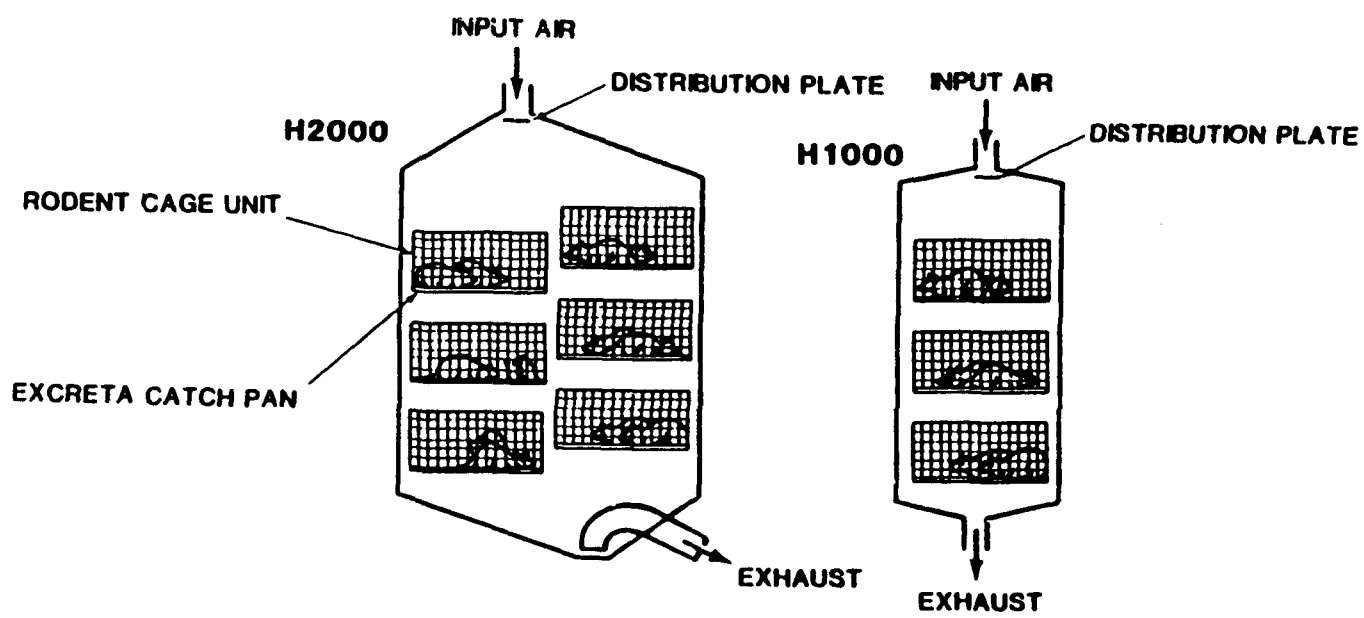 INPUT AIR
DISTRIBUTION PLATE
H2000
RODENT CAGE UNIT
EXCRETA CATCH PAN
EXHAUST
INPUT AIR
DISTRIBUTION PLATE
H1000
EXHAUST